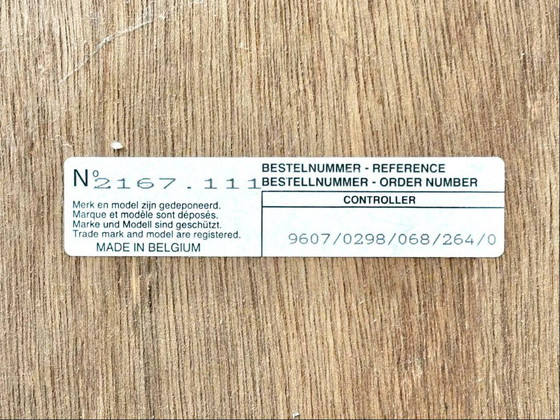 Nº 2167.111
Merk en model zijn gedeponeerd.
Marque et modèle sont déposés.
Marke und Modell sind geschützt.
Trade mark and model are registered.
MADE IN BELGIUM
BESTELNUMMER - REFERENCE
BESTELLNUMMER - ORDER NUMBER
CONTROLLER
9607/0298/068/264/0